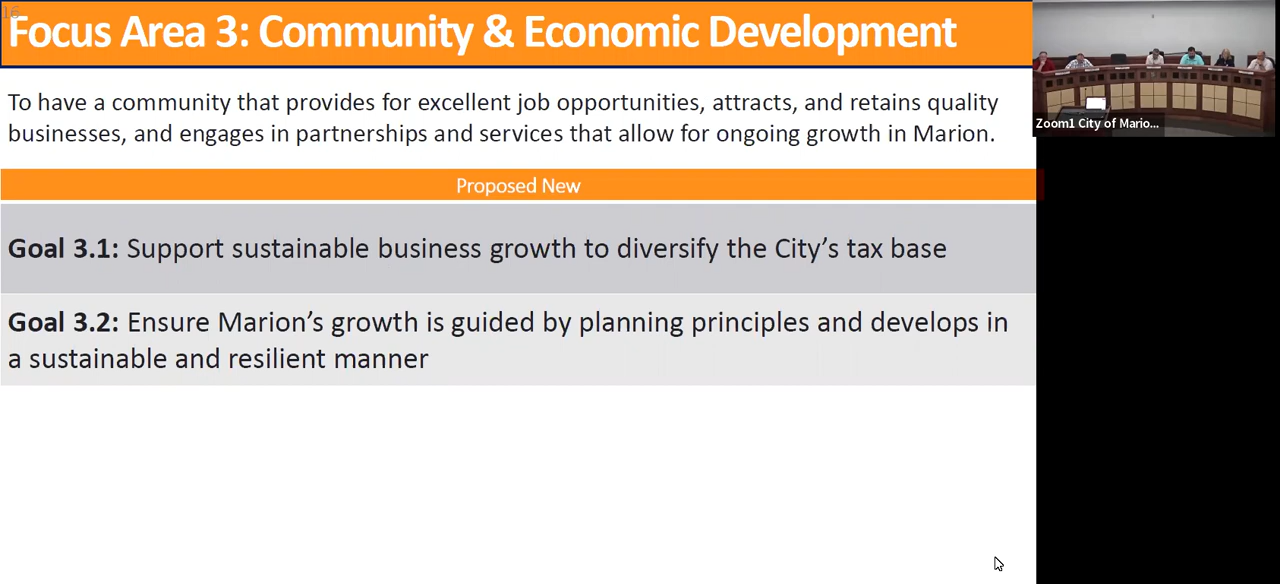 16
Focus Area 3: Community & Economic Development
To have a community that provides for excellent job opportunities, attracts, and retains quality
businesses, and engages in partnerships and services that allow for ongoing growth in Marion.
Proposed New
Goal 3.1: Support sustainable business growth to diversify the City's tax base
Goal 3.2: Ensure Marion's growth is guided by planning principles and develops in
a sustainable and resilient manner
Zoom1 City of Mario...